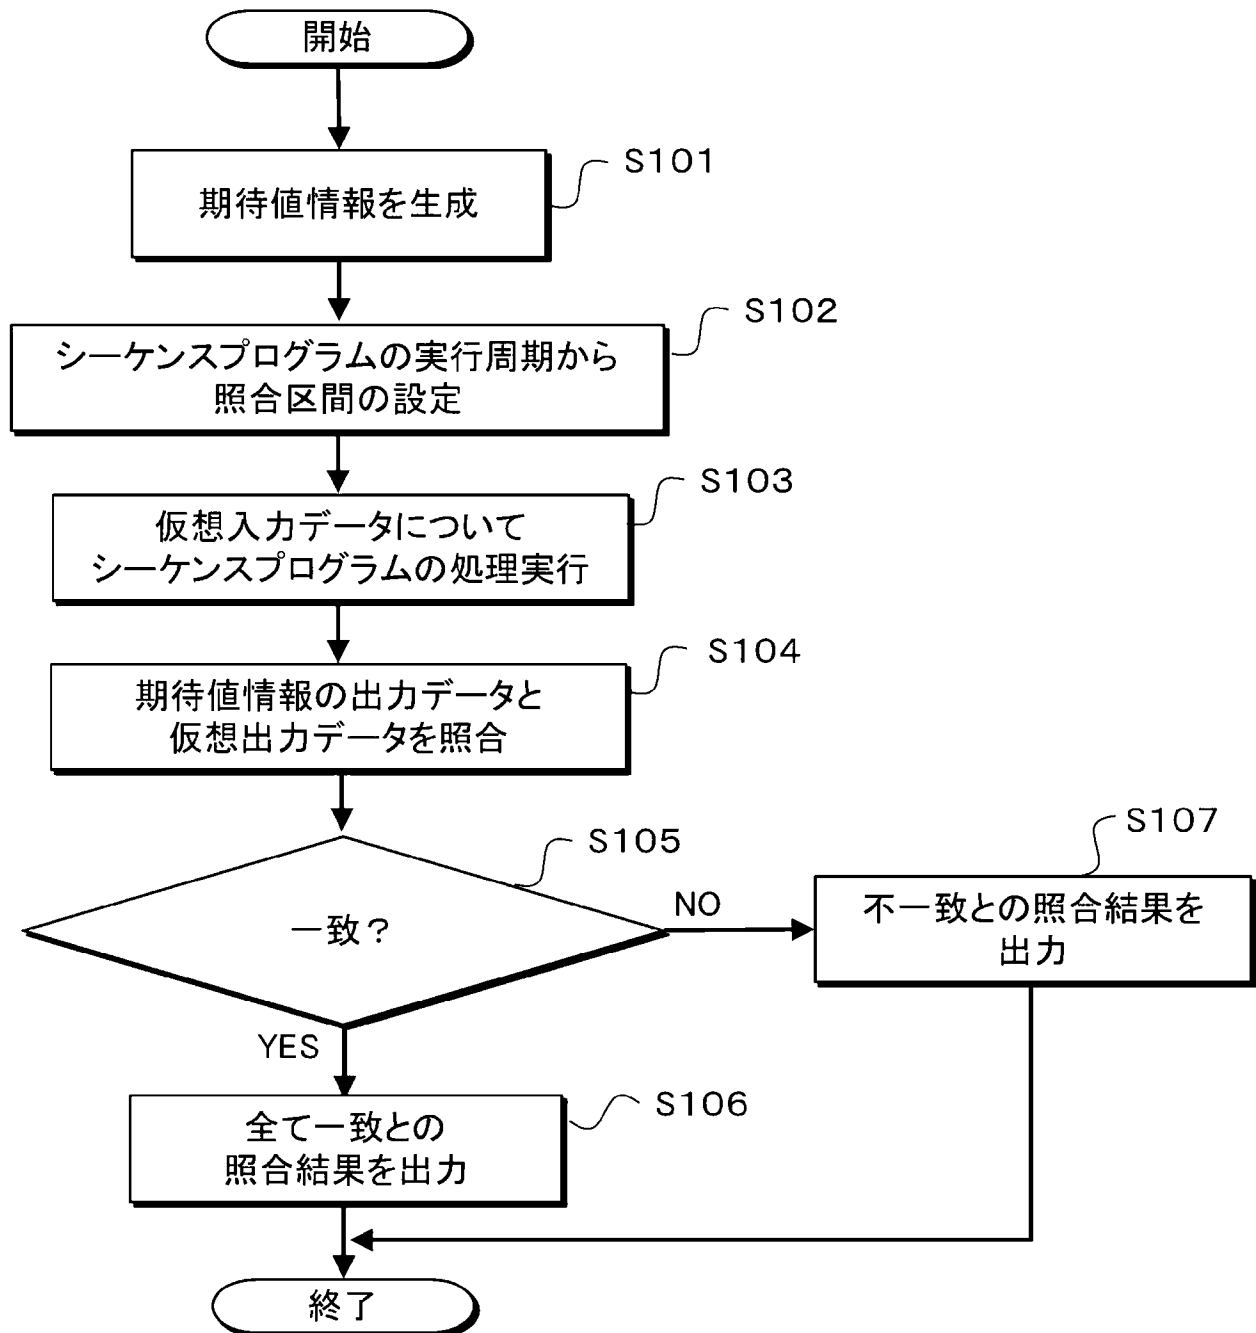 開始
S101
期待値情報を生成
S102
シーケンスプログラムの実行周期から
照合区間の設定
S103
仮想入力データについて
シーケンスプログラムの処理実行
S104
期待値情報の出力データと
仮想出力データを照合
S105
一致?
NO
S107
不一致との照合結果を
出力
YES
S106
全て一致との
照合結果を出力
終了